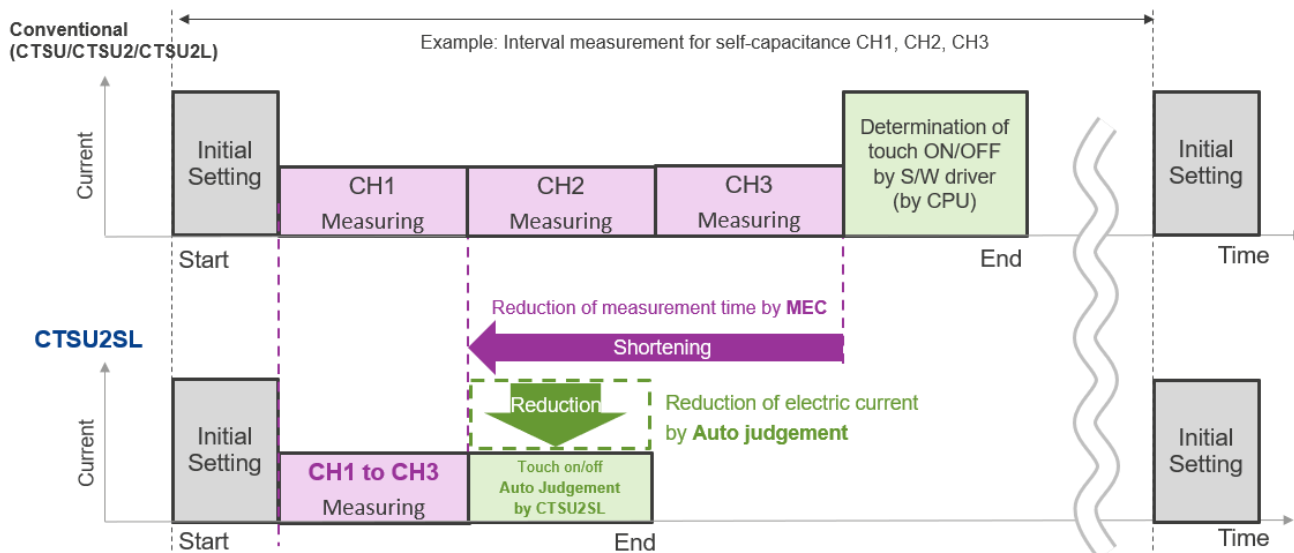 Conventional
(CTSU/CTSU2/CTSU2L)
Example: Interval measurement for self-capacitance CH1, CH2, CH3
Current
Initial
Setting
CH1
Measuring
CH2
Measuring
CH3
Measuring
Determination of
touch ON/OFF
by S/W driver
(by CPU)
Initial
Setting
Start
End
Time
Reduction of measurement time by MEC
Shortening
CTSU2SL
Current
Initial
Setting
CH1 to CH3
Measuring
Reduction
Reduction of electric current
by Auto judgement
Touch on/off
Auto Judgement
by CTSU2SL
Initial
Setting
Start
End
Time